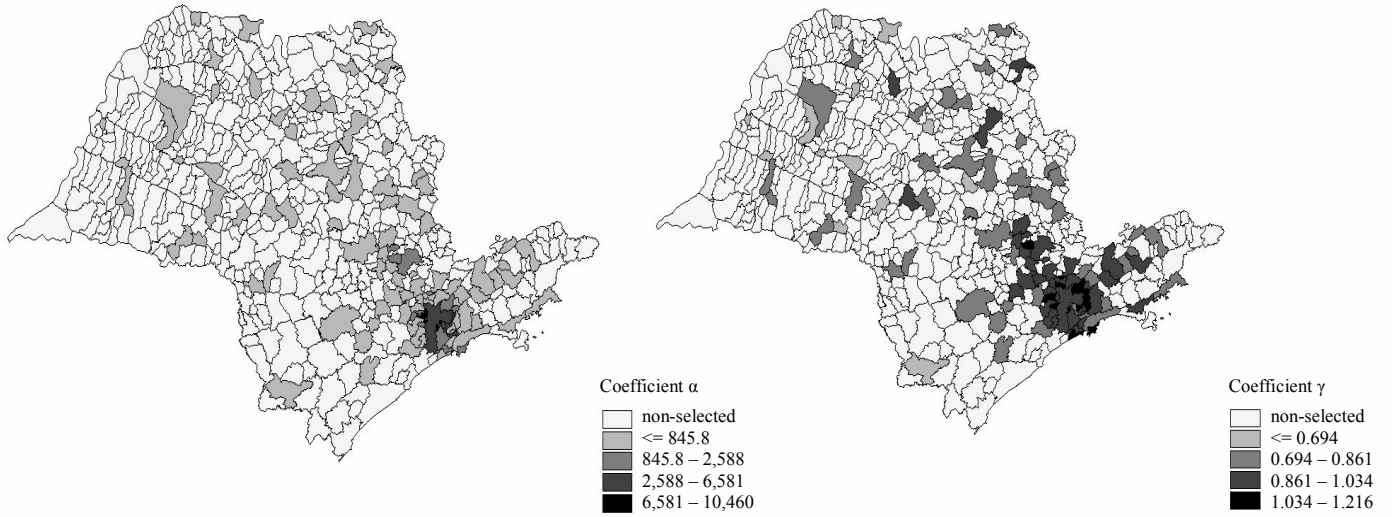 Coefficient α
non-selected
<= 845.8
845.8 – 2,588
2,588 – 6,581
6,581 – 10,460
Coefficient γ
non-selected
<= 0.694
0.694 – 0.861
0.861 - 1.034
1.034 – 1.216